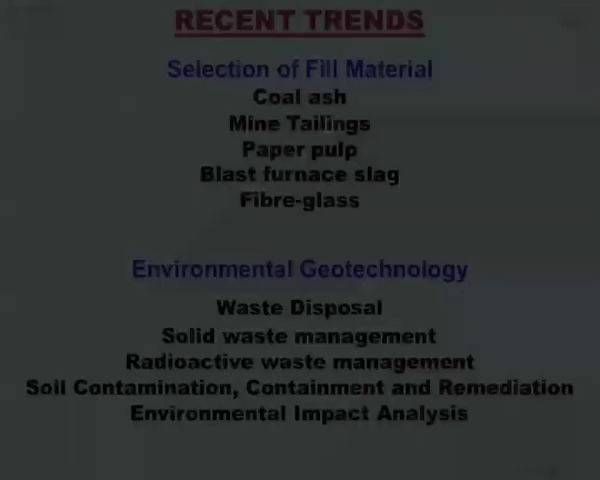 RECENT TRENDS
Selection of Fill Material
Coal ash
Mine Tailings
Paper pulp
Blast furnace slag
Fibre-glass
Environmental Geotechnology
Waste Disposal
Solid waste management
Radioactive waste management
Soil Contamination, Containment and Remediation
Environmental Impact Analysis